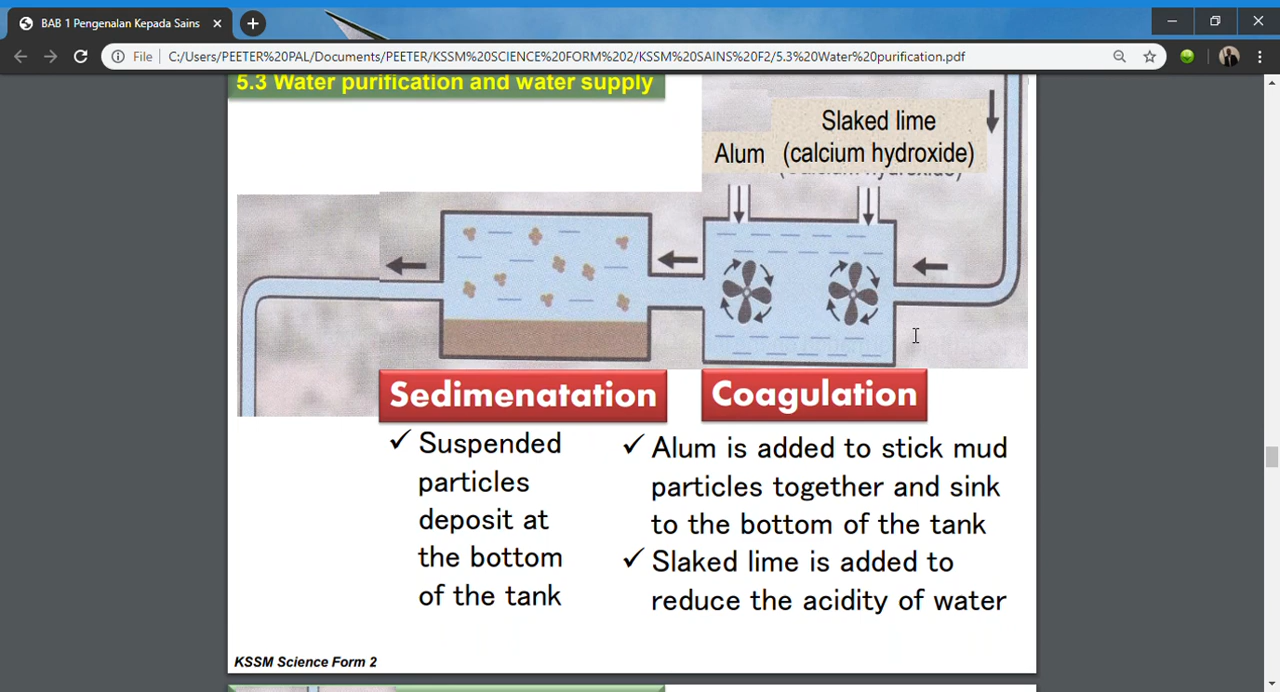 BAB 1 Pengenalan Kepada Sains
File
C:/Users/PEETER%20PAL/Documents/PEETER/KSSM%20SCIENCE%20FORM%202/KSSM%20SAINS%20F2/5.3%20Water%20purification.pdf
5.3 Water purification and water supply
Slaked lime
Alum (calcium hydroxide)
(calcium hydroxide)
Sedimenatation
Coagulation
✓ Suspended
particles
deposit at
the bottom
of the tank
✓ Alum is added to stick mud
particles together and sink
to the bottom of the tank
✓ Slaked lime is added to
reduce the acidity of water
KSSM Science Form 2